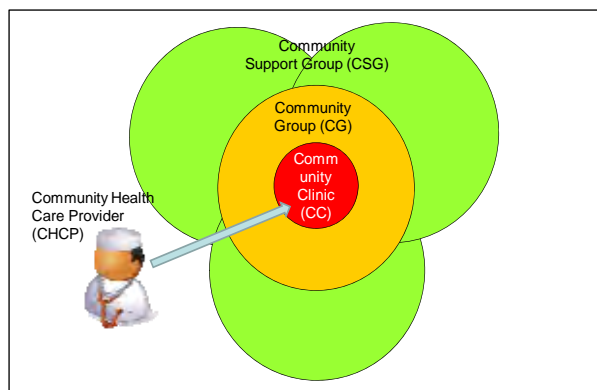 Community
Support Group (CSG)
Community
Group (CG)
Comm
unity
Clinic
(CC)
Community Health
Care Provider
(CHCP)